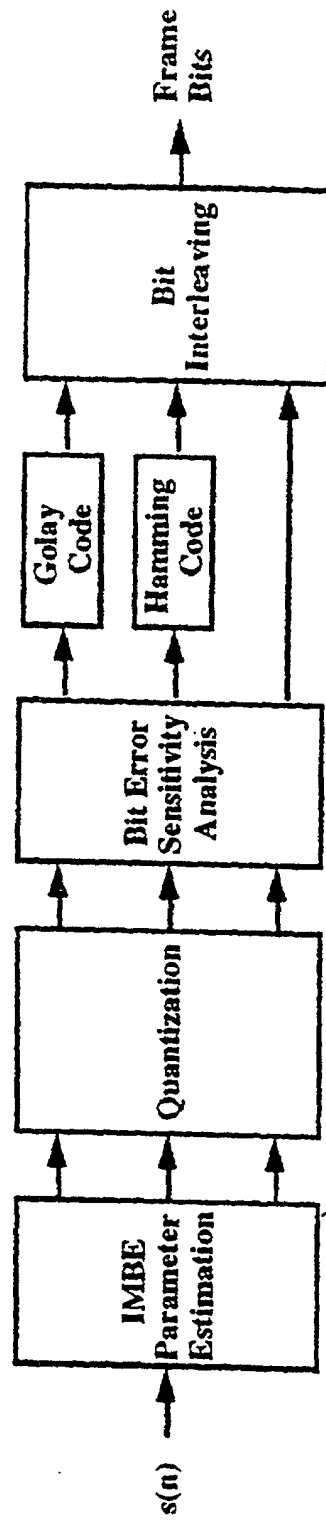 s(n)
IMBE
Parameter
Estimation
Quantization
Bit Error
Sensitivity
Analysis
Golay
Code
Hamming
Code
Bit
Interleaving
Frame
Bits